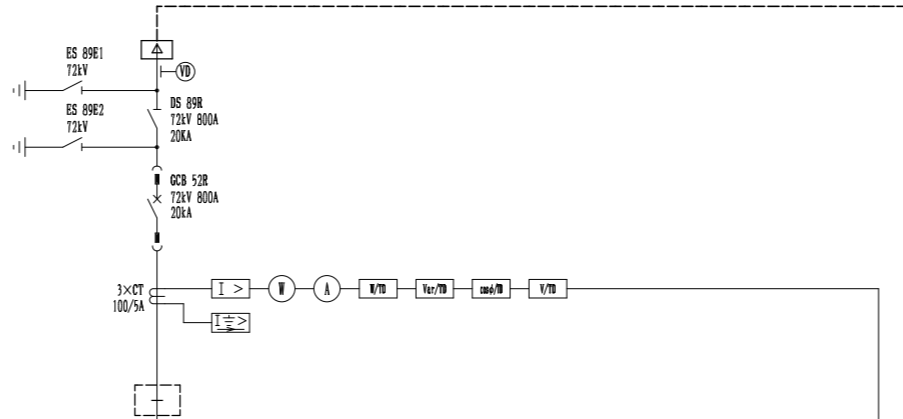 ES 89E1
72kV
VD
ES 89E2
72kV
DS 89R
72kV 800A
20KA
GCB 52R
72kV 800A
20kA
3×CT
100/5A
I >
W
A
W/TD
Var/TD
cosφ/TD
V/TD
I ⏚ >